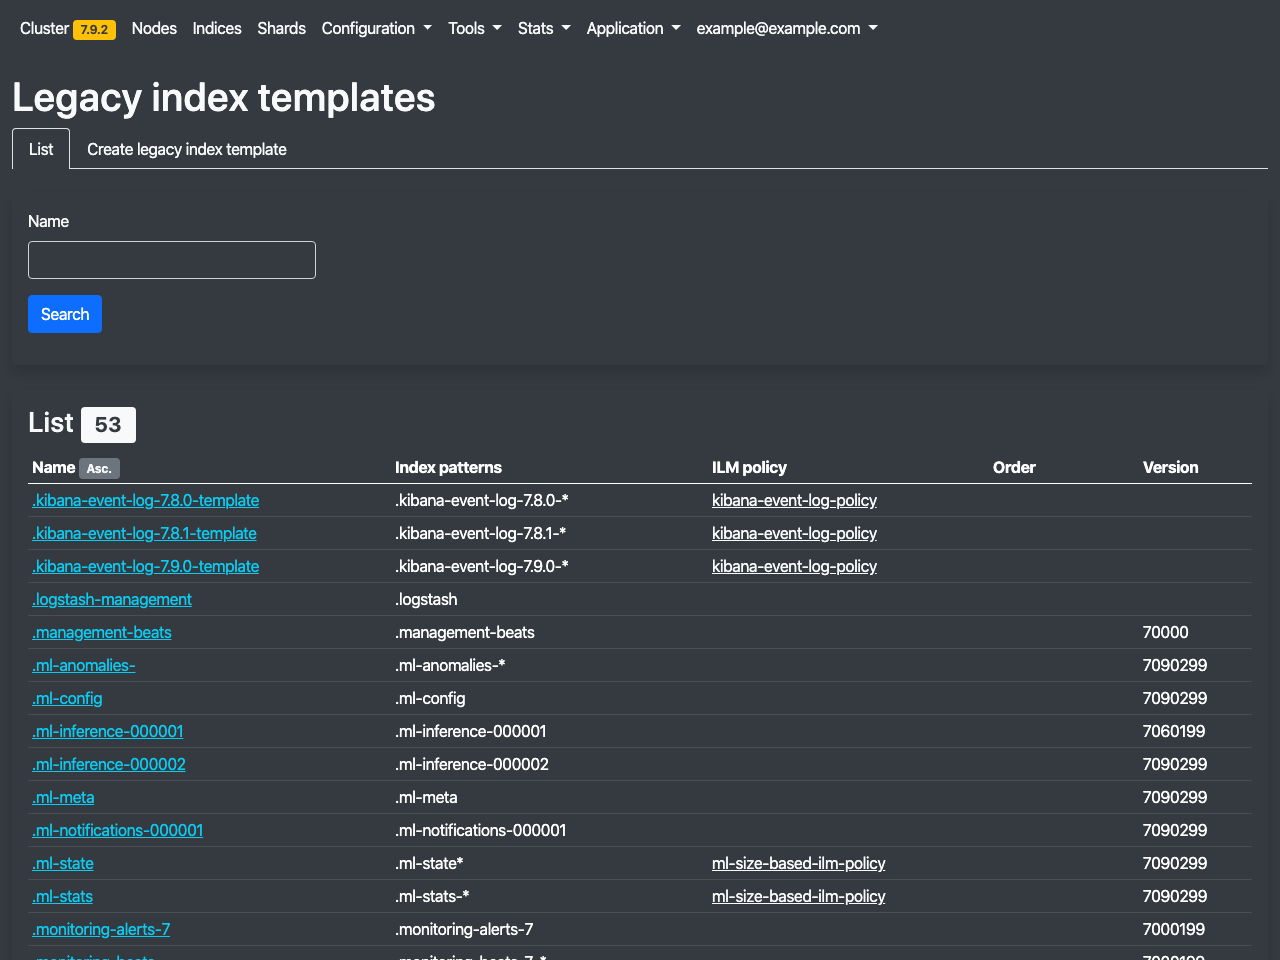 Cluster 7.9.2 Nodes Indices Shards Configuration Tools Stats Application example@example.com
Legacy index templates
List Create legacy index template
Name
Search
List 53
Name Asc. Index patterns ILM policy Order Version
.kibana-event-log-7.8.0-template .kibana-event-log-7.8.0-* kibana-event-log-policy
.kibana-event-log-7.8.1-template .kibana-event-log-7.8.1-* kibana-event-log-policy
.kibana-event-log-7.9.0-template .kibana-event-log-7.9.0-* kibana-event-log-policy
.logstash-management .logstash
.management-beats .management-beats 70000
.ml-anomalies- .ml-anomalies-* 7090299
.ml-config .ml-config 7090299
.ml-inference-000001 .ml-inference-000001 7060199
.ml-inference-000002 .ml-inference-000002 7090299
.ml-meta .ml-meta 7090299
.ml-notifications-000001 .ml-notifications-000001 7090299
.ml-state .ml-state* ml-size-based-ilm-policy 7090299
.ml-stats .ml-stats-* ml-size-based-ilm-policy 7090299
.monitoring-alerts-7 .monitoring-alerts-7 7000199
.monitoring-beats .monitoring-beats-7-* 7000199